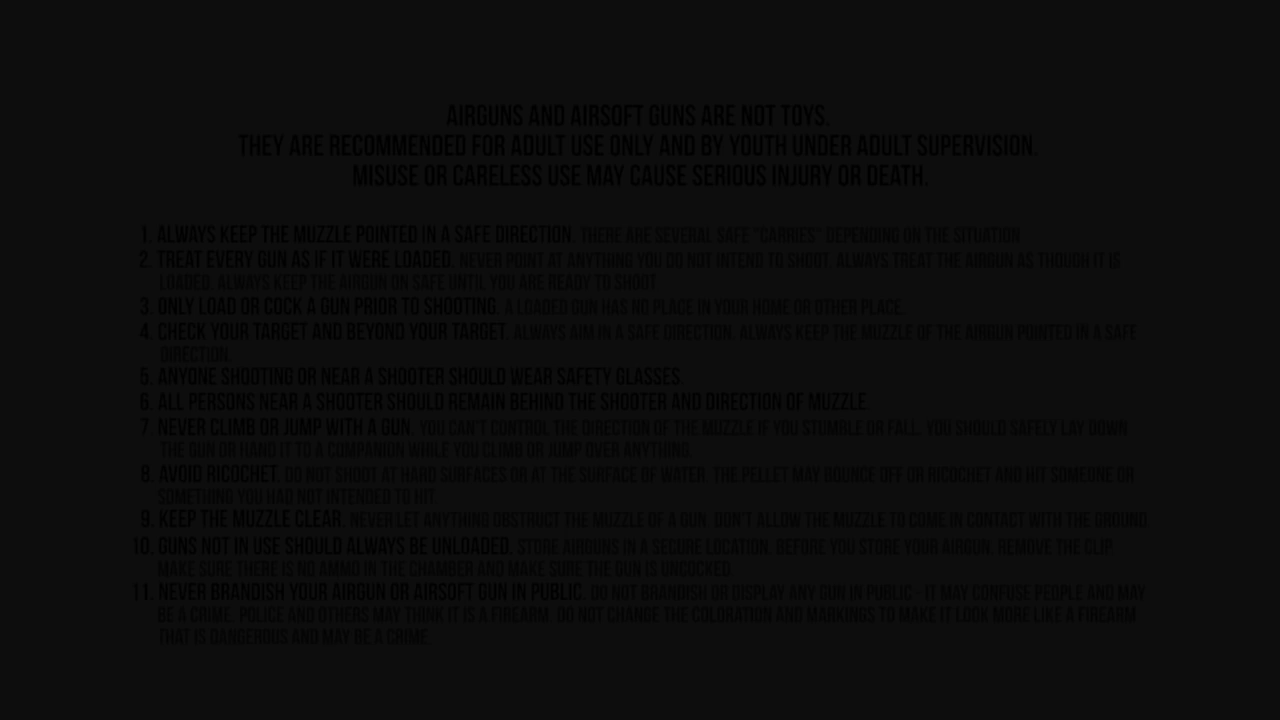 AIRGUNS AND AIRSOFT GUNS ARE NOT TOYS.
THEY ARE RECOMMENDED FOR ADULT USE ONLY AND BY YOUTH UNDER ADULT SUPERVISION.
MISUSE OR CARELESS USE MAY CAUSE SERIOUS INJURY OR DEATH.
1. ALWAYS KEEP THE MUZZLE POINTED IN A SAFE DIRECTION. THERE ARE SEVERAL SAFE "CARRIES" DEPENDING ON THE SITUATION
2. TREAT EVERY GUN AS IF IT WERE LOADED. NEVER POINT AT ANYTHING YOU DO NOT INTEND TO SHOOT. ALWAYS TREAT THE AIRGUN AS THOUGH IT IS
LOADED. ALWAYS KEEP THE AIRGUN ON SAFE UNTIL YOU ARE READY TO SHOOT
3. ONLY LOAD OR COCK A GUN PRIOR TO SHOOTING. A LOADED GUN HAS NO PLACE IN YOUR HOME OR OTHER PLACE.
4. CHECK YOUR TARGET AND BEYOND YOUR TARGET. ALWAYS AIM IN A SAFE DIRECTION. ALWAYS KEEP THE MUZZLE OF THE AIRGUN POINTED IN A SAFE
DIRECTION.
5. ANYONE SHOOTING OR NEAR A SHOOTER SHOULD WEAR SAFETY GLASSES.
6. ALL PERSONS NEAR A SHOOTER SHOULD REMAIN BEHIND THE SHOOTER AND DIRECTION OF MUZZLE.
7. NEVER CLIMB OR JUMP WITH A GUN. YOU CAN'T CONTROL THE DIRECTION OF THE MUZZLE IF YOU STUMBLE OR FALL. YOU SHOULD SAFELY LAY DOWN
THE GUN OR HAND IT TO A COMPANION WHILE YOU CLIMB OR JUMP OVER ANYTHING.
8. AVOID RICOCHET. DO NOT SHOOT AT HARD SURFACES OR AT THE SURFACE OF WATER. THE PELLET MAY BOUNCE OFF OR RICOCHET AND HIT SOMEONE OR
SOMETHING YOU HAD NOT INTENDED TO HIT.
9. KEEP THE MUZZLE CLEAR. NEVER LET ANYTHING OBSTRUCT THE MUZZLE OF A GUN. DON'T ALLOW THE MUZZLE TO COME IN CONTACT WITH THE GROUND.
10. GUNS NOT IN USE SHOULD ALWAYS BE UNLOADED. STORE AIRGUNS IN A SECURE LOCATION. BEFORE YOU STORE YOUR AIRGUN, REMOVE THE CLIP,
MAKE SURE THERE IS NO AMMO IN THE CHAMBER AND MAKE SURE THE GUN IS UNCOCKED.
11. NEVER BRANDISH YOUR AIRGUN OR AIRSOFT GUN IN PUBLIC. DO NOT BRANDISH OR DISPLAY ANY GUN IN PUBLIC - IT MAY CONFUSE PEOPLE AND MAY
BE A CRIME. POLICE AND OTHERS MAY THINK IT IS A FIREARM. DO NOT CHANGE THE COLORATION AND MARKINGS TO MAKE IT LOOK MORE LIKE A FIREARM.
THAT IS DANGEROUS AND MAY BE A CRIME.